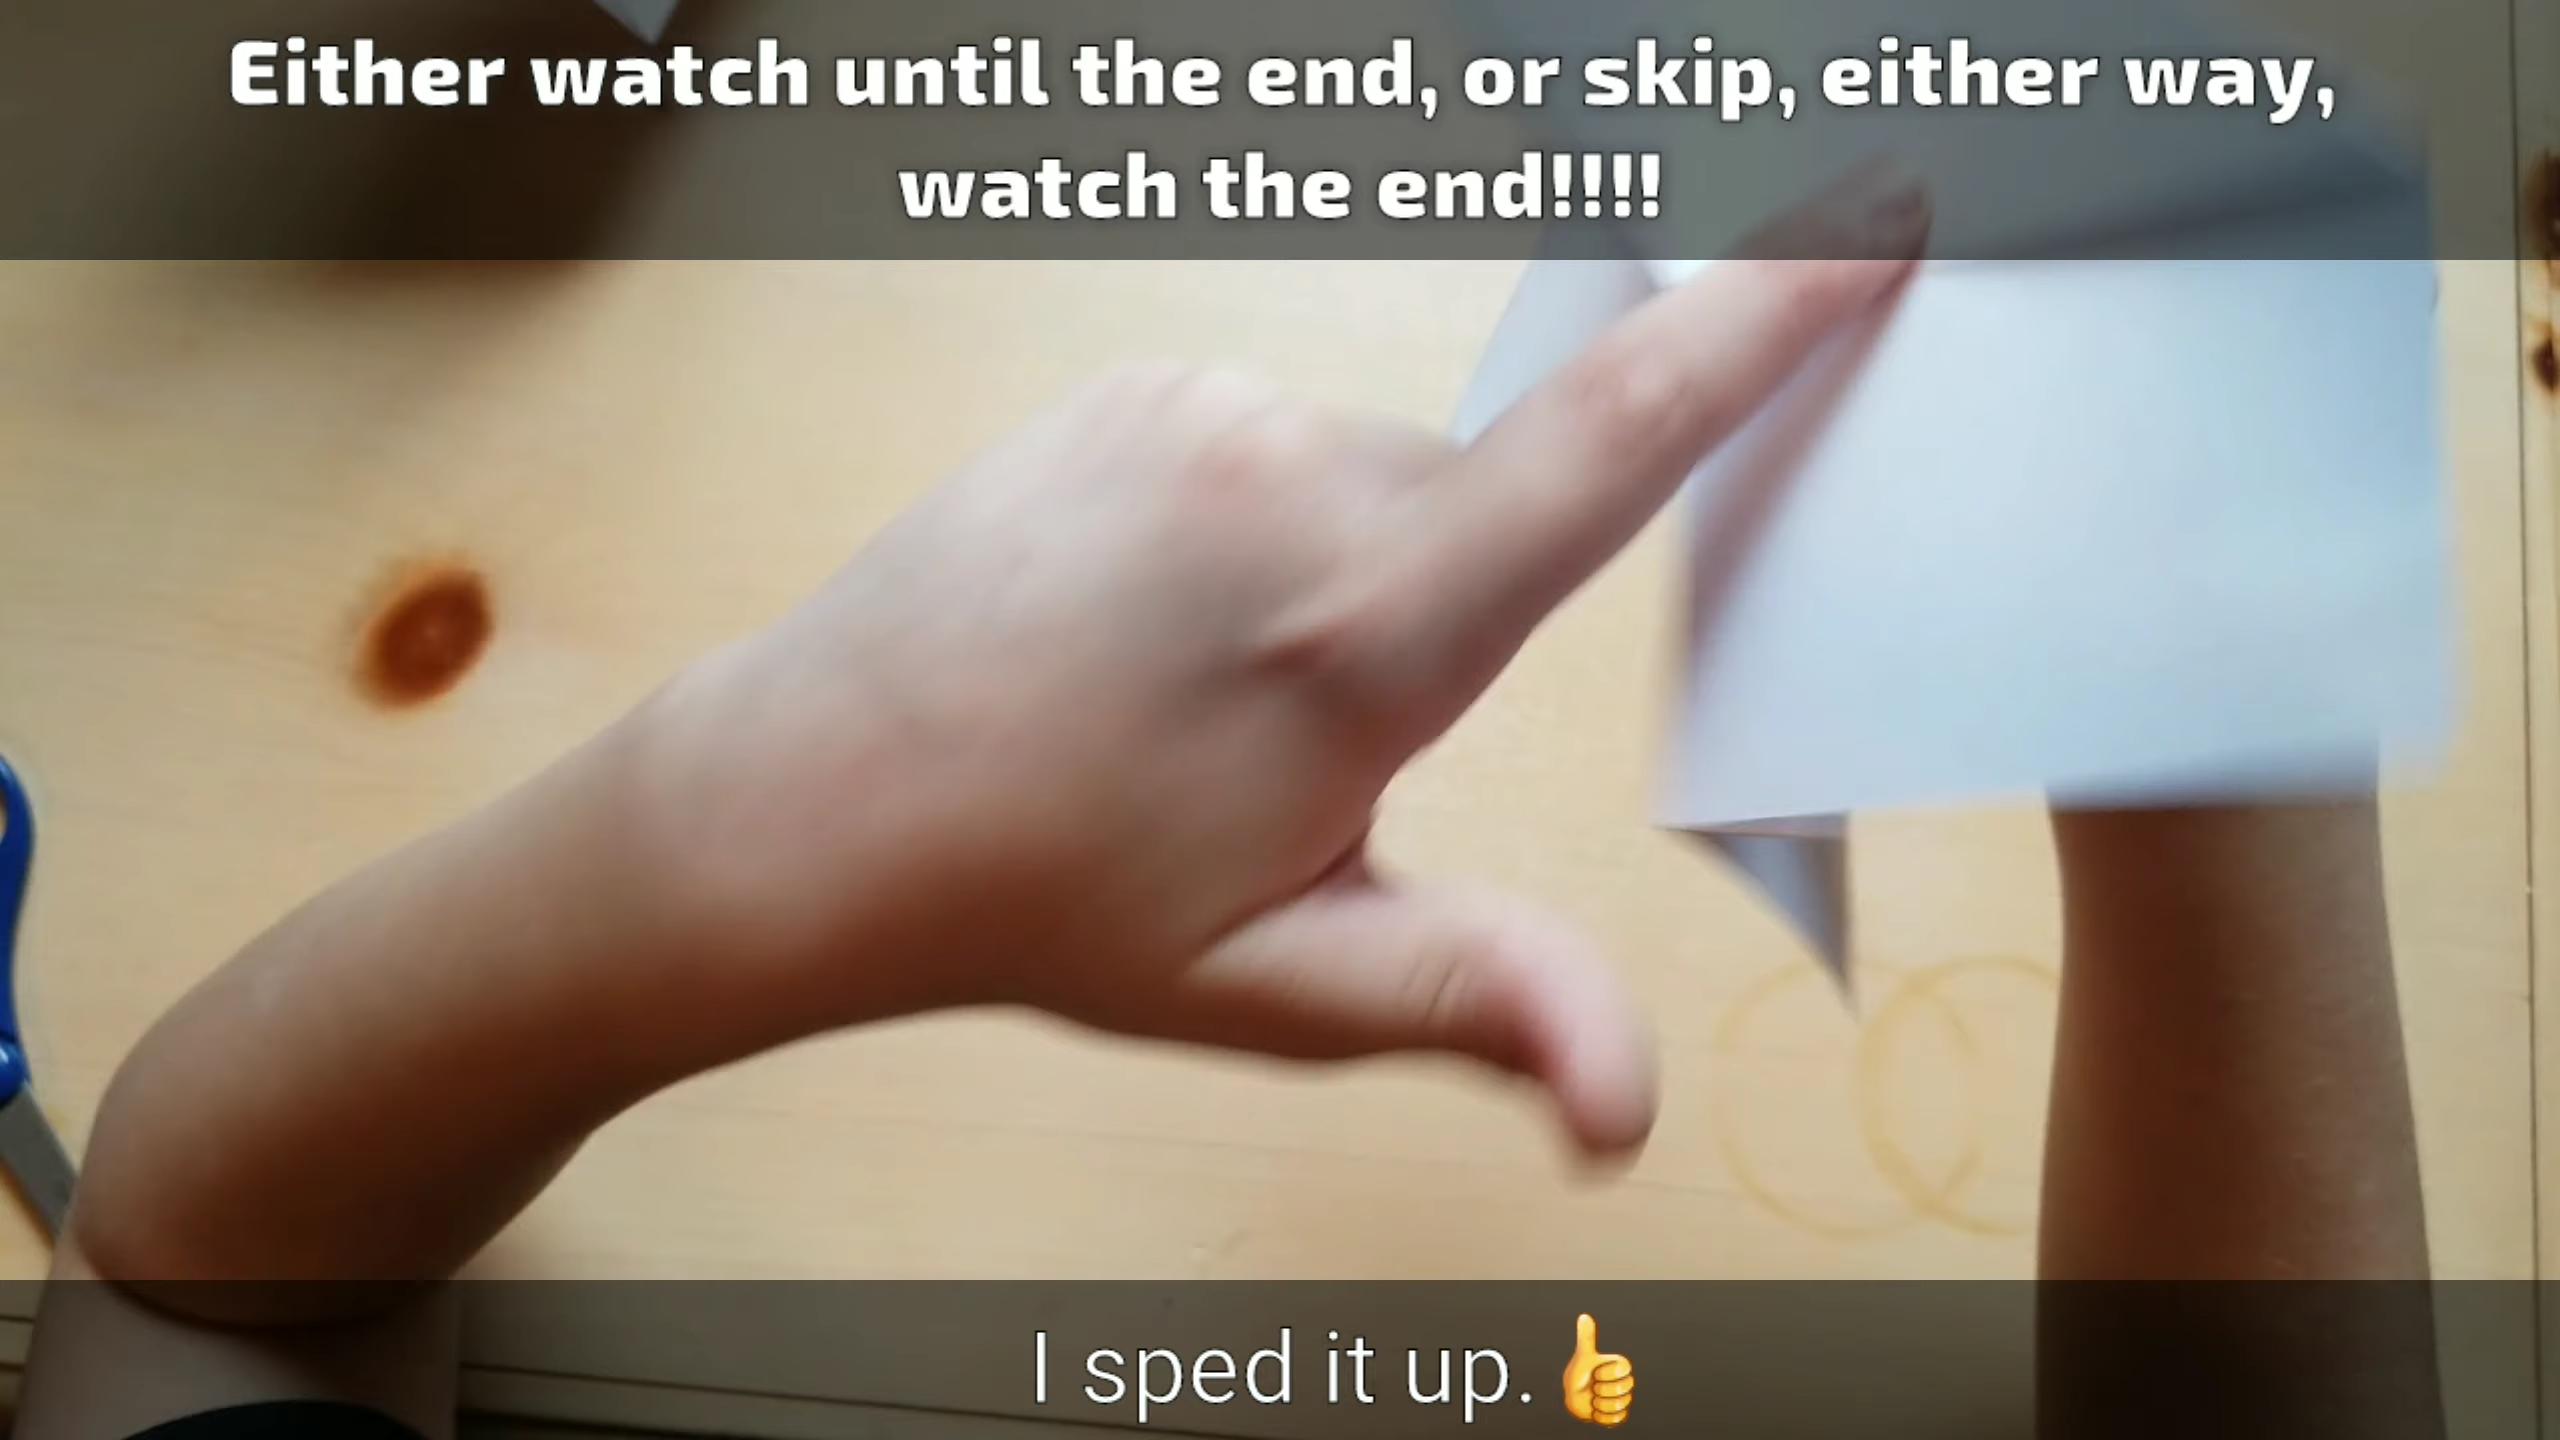 Either watch until the end, or skip, either way,
watch the end!!!!
I sped it up.👍